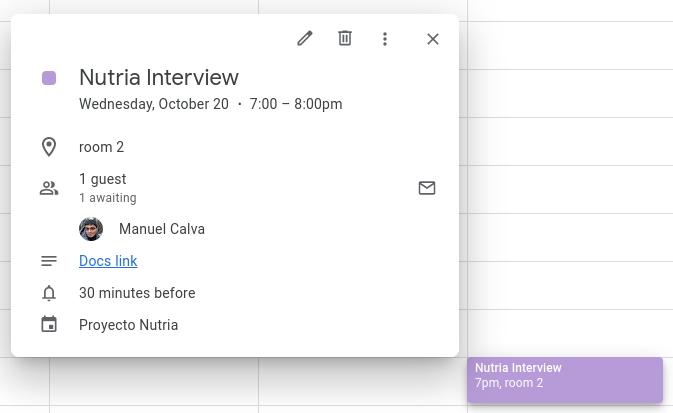 Nutria Interview
Wednesday, October 20 · 7:00 – 8:00pm
room 2
1 guest
1 awaiting
Manuel Calva
Docs link
30 minutes before
Proyecto Nutria
Nutria Interview
7pm, room 2